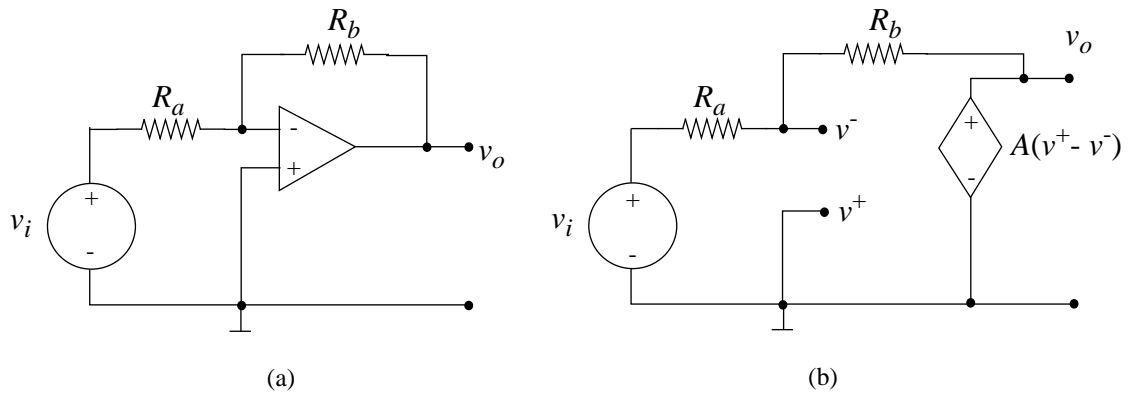 R_b
R_a
-
+
v_o
v_i
+
-
(a)
R_b
v_o
R_a
v^-
+
-
A(v^+ - v^-)
v^+
v_i
+
-
(b)